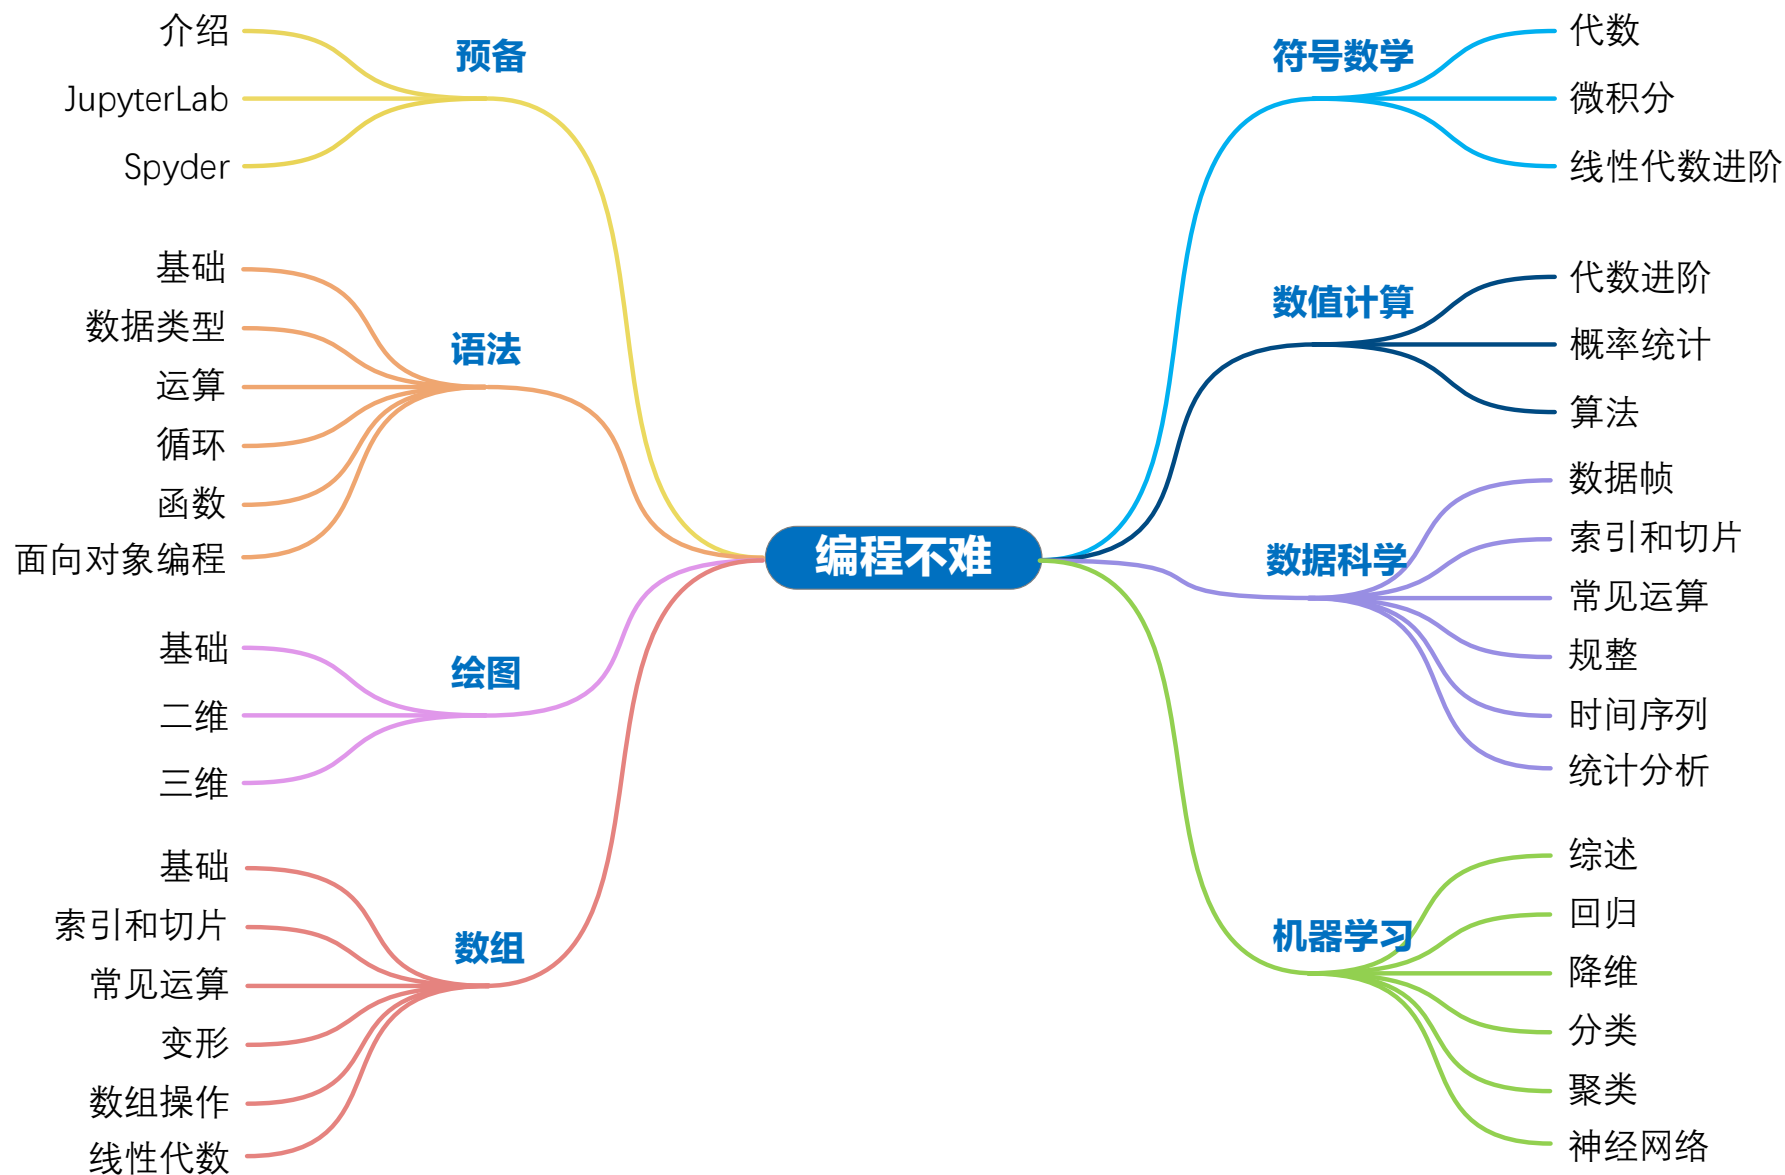 编程不难
预备
介绍
JupyterLab
Spyder
语法
基础
数据类型
运算
循环
函数
面向对象编程
绘图
基础
二维
三维
数组
基础
索引和切片
常见运算
变形
数组操作
线性代数
符号数学
代数
微积分
线性代数进阶
数值计算
代数进阶
概率统计
算法
数据科学
数据帧
索引和切片
常见运算
规整
时间序列
统计分析
机器学习
综述
回归
降维
分类
聚类
神经网络